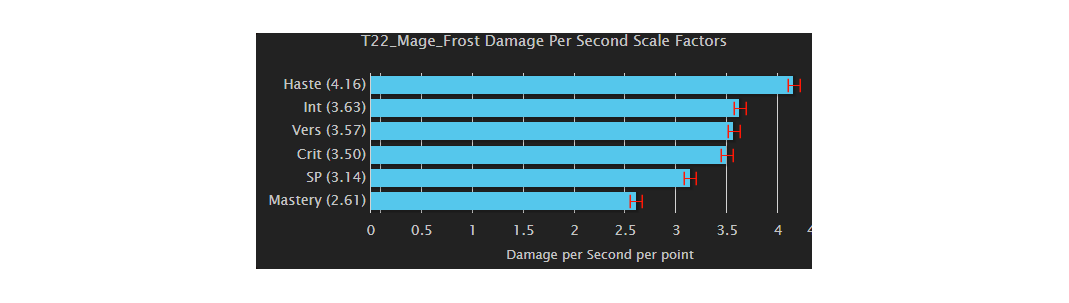 T22_Mage_Frost Damage Per Second Scale Factors
Haste (4.16)
Int (3.63)
Vers (3.57)
Crit (3.50)
SP (3.14)
Mastery (2.61)
0 0.5 1 1.5 2 2.5 3 3.5 4
Damage per Second per point